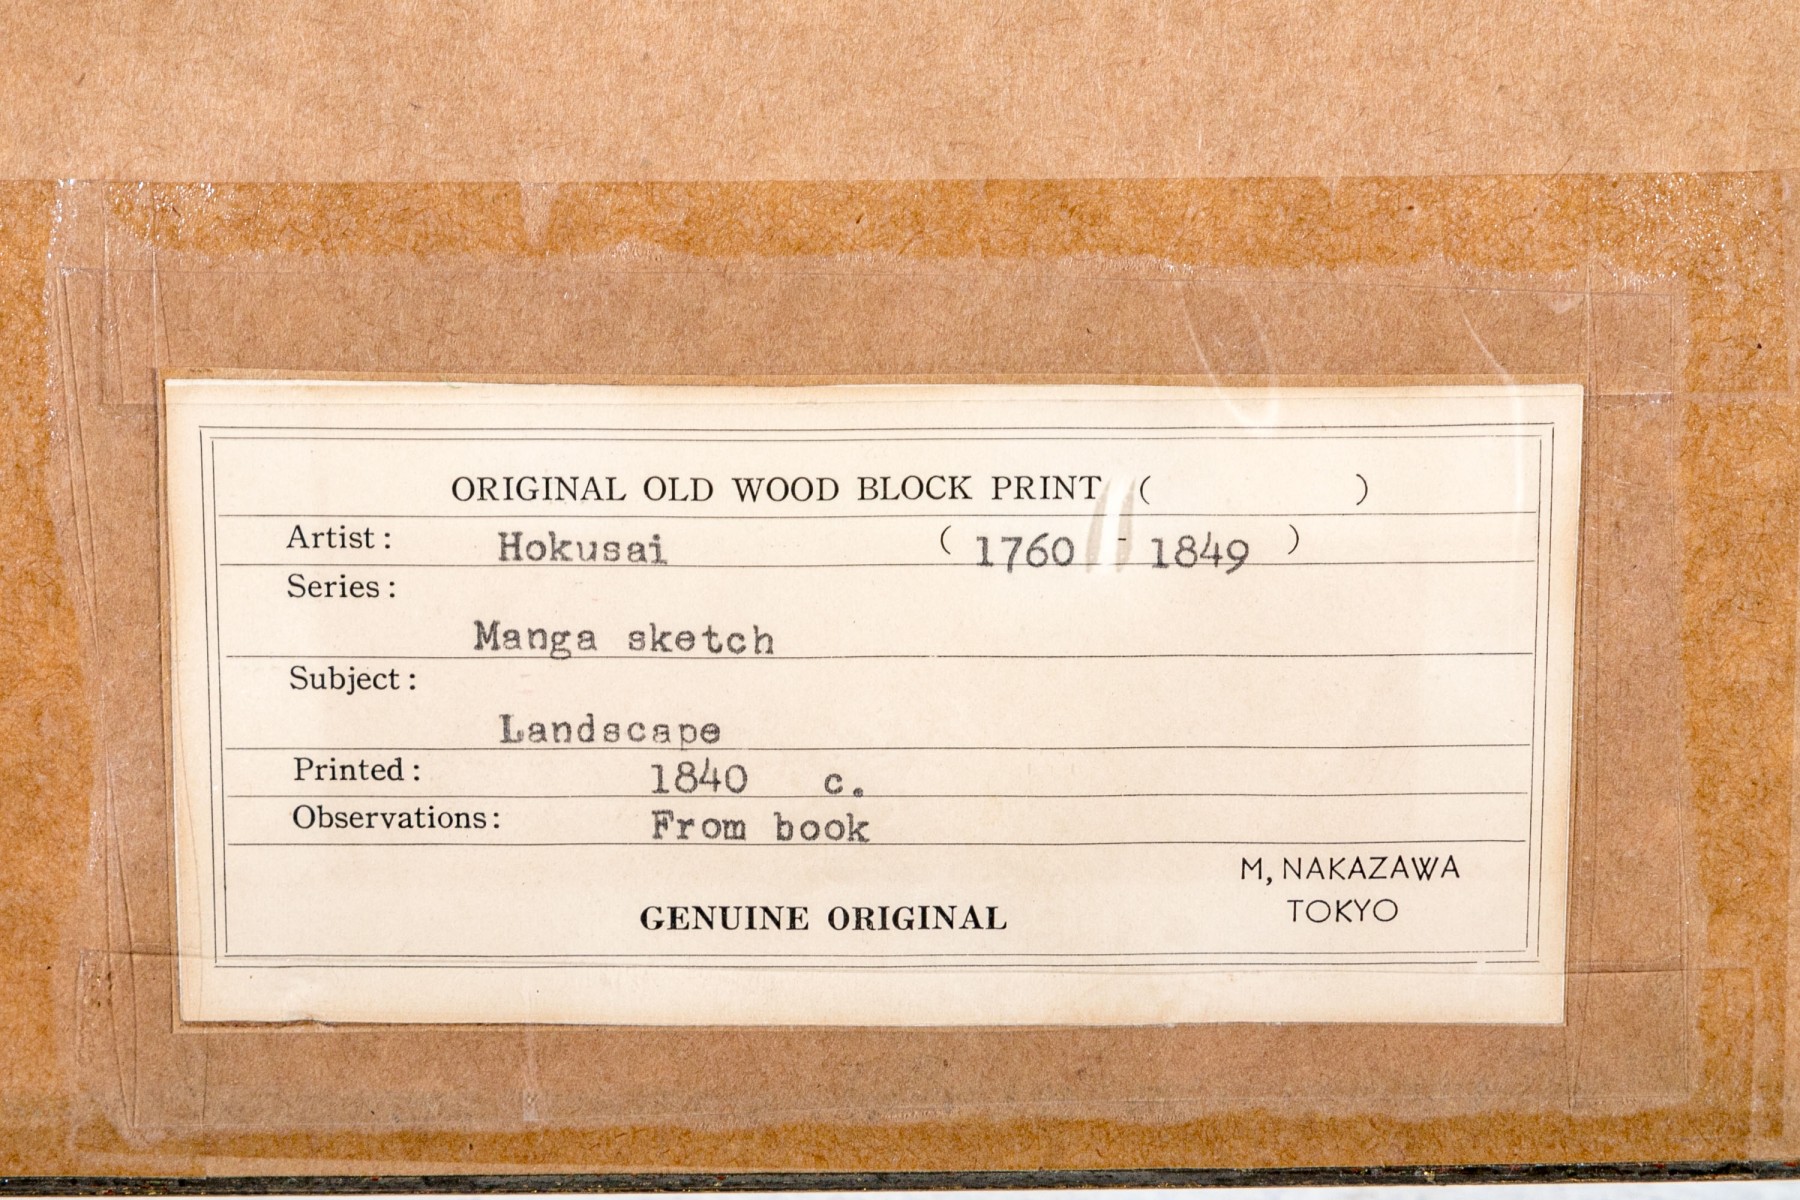 ORIGINAL OLD WOOD BLOCK PRINT ( )
Artist: Hokusai ( 1760 - 1849 )
Series:
Manga sketch
Subject:
Landscape
Printed: 1840 c.
Observations: From book
M, NAKAZAWA
GENUINE ORIGINAL TOKYO